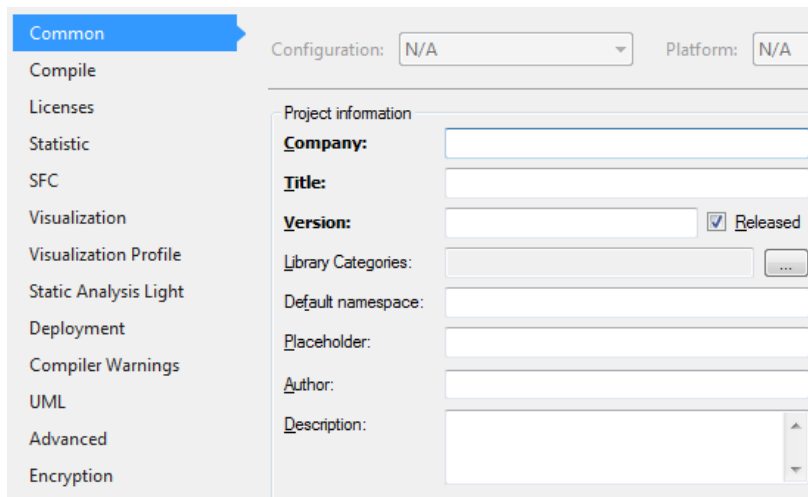 Common
Compile
Licenses
Statistic
SFC
Visualization
Visualization Profile
Static Analysis Light
Deployment
Compiler Warnings
UML
Advanced
Encryption
Configuration: N/A Platform: N/A
Project information
Company:
Title:
Version: Released
Library Categories: ...
Default namespace:
Placeholder:
Author:
Description: